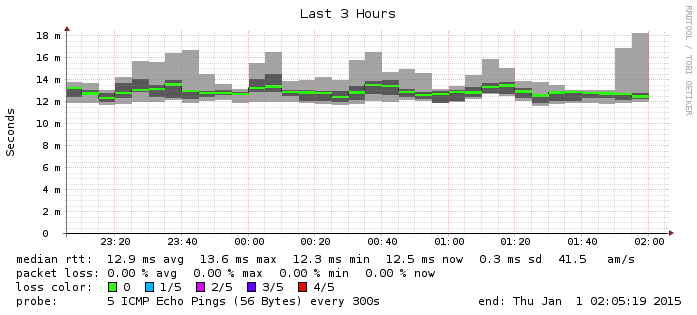 Last 3 Hours
RRDTOOL / TOBI OETIKER
Seconds
18 m
16 m
14 m
12 m
10 m
8 m
6 m
4 m
2 m
0
23:20 23:40 00:00 00:20 00:40 01:00 01:20 01:40 02:00
median rtt: 12.9 ms avg 13.6 ms max 12.3 ms min 12.5 ms now 0.3 ms sd 41.5 am/s
packet loss: 0.00 % avg 0.00 % max 0.00 % min 0.00 % now
loss color: 0 1/5 2/5 3/5 4/5
probe: 5 ICMP Echo Pings (56 Bytes) every 300s end: Thu Jan 1 02:05:19 2015